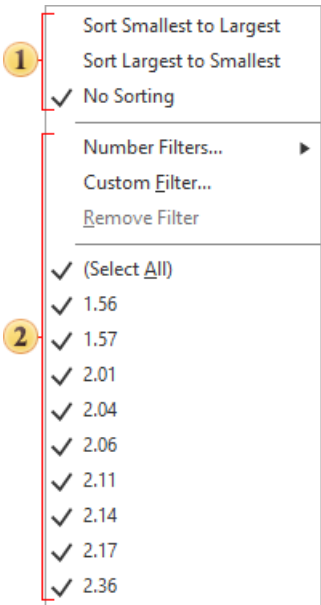 Sort Smallest to Largest
1
Sort Largest to Smallest
No Sorting
Number Filters...
Custom Filter...
Remove Filter
(Select All)
1.56
1.57
2
2.01
2.04
2.06
2.11
2.14
2.17
2.36